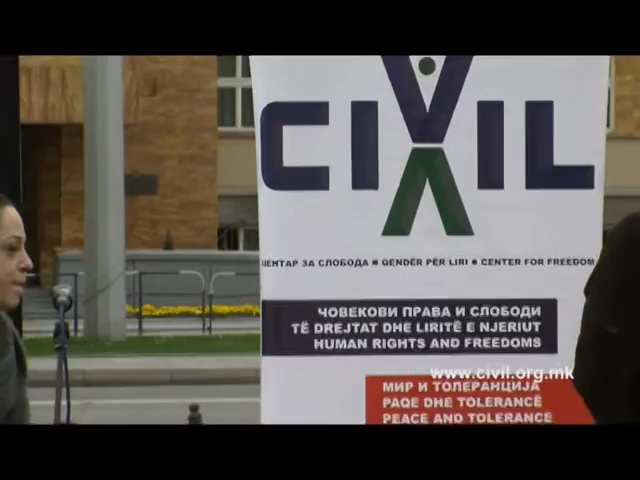 CIVIL
ЦЕНТАР ЗА СЛОБОДА ■ QENDËR PËR LIRI ■ CENTER FOR FREEDOM
ЧОВЕКОВИ ПРАВА И СЛОБОДИ
TË DREJTAT DHE LIRITË E NJERIUT
HUMAN RIGHTS AND FREEDOMS
www.civil.org.mk
МИР И ТОЛЕРАНЦИЈА
PAQE DHE TOLERANCË
PEACE AND TOLERANCE